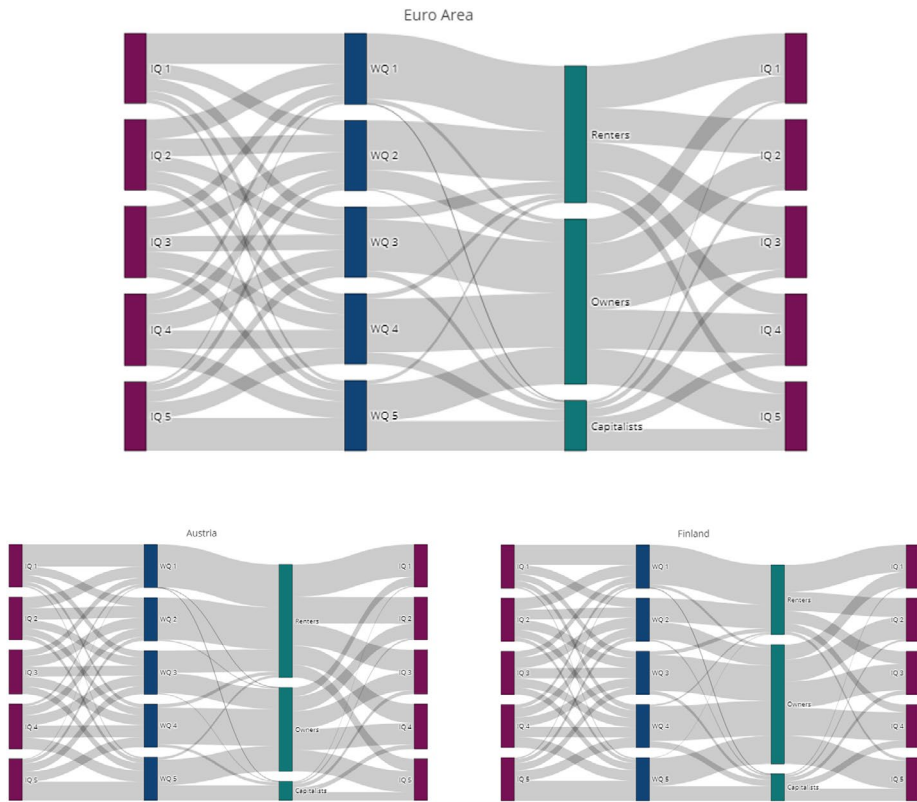 Euro Area
IQ 1 WQ 1 IQ 1
Renters
IQ 2 WQ 2 IQ 2
IQ 3 WQ 3 IQ 3
Owners
IQ 4 WQ 4 IQ 4
IQ 5 WQ 5 Capitalists IQ 5
Austria Finland
IQ 1 WQ 1 IQ 1 IQ 1 WQ 1 IQ 1
Renters Renters
IQ 2 WQ 2 IQ 2 IQ 2 WQ 2 IQ 2
IQ 3 WQ 3 IQ 3 IQ 3 WQ 3 IQ 3
Owners Owners
IQ 4 WQ 4 IQ 4 IQ 4 WQ 4 IQ 4
IQ 5 WQ 5 IQ 5 IQ 5 WQ 5 IQ 5
Capitalists Capitalists